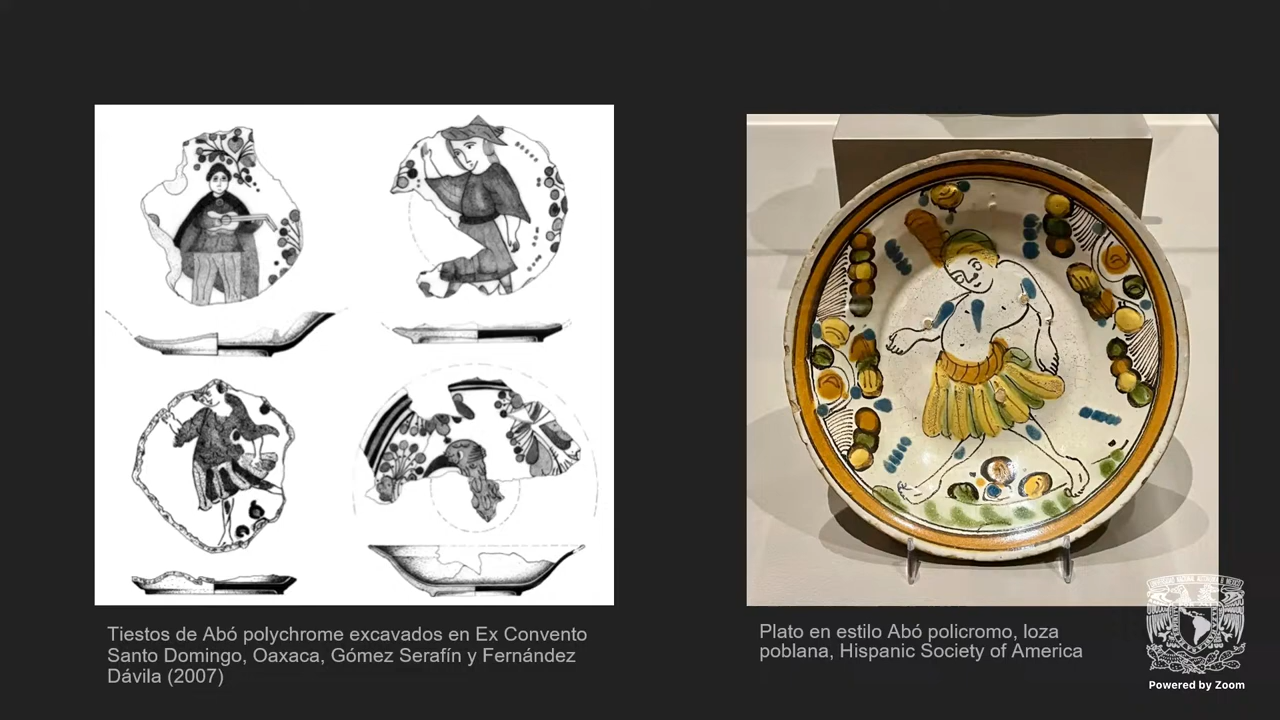 Tiestos de Abó polychrome excavados en Ex Convento
Santo Domingo, Oaxaca, Gómez Serafín y Fernández
Dávila (2007)
Plato en estilo Abó policromo, loza
poblana, Hispanic Society of America
Powered by Zoom